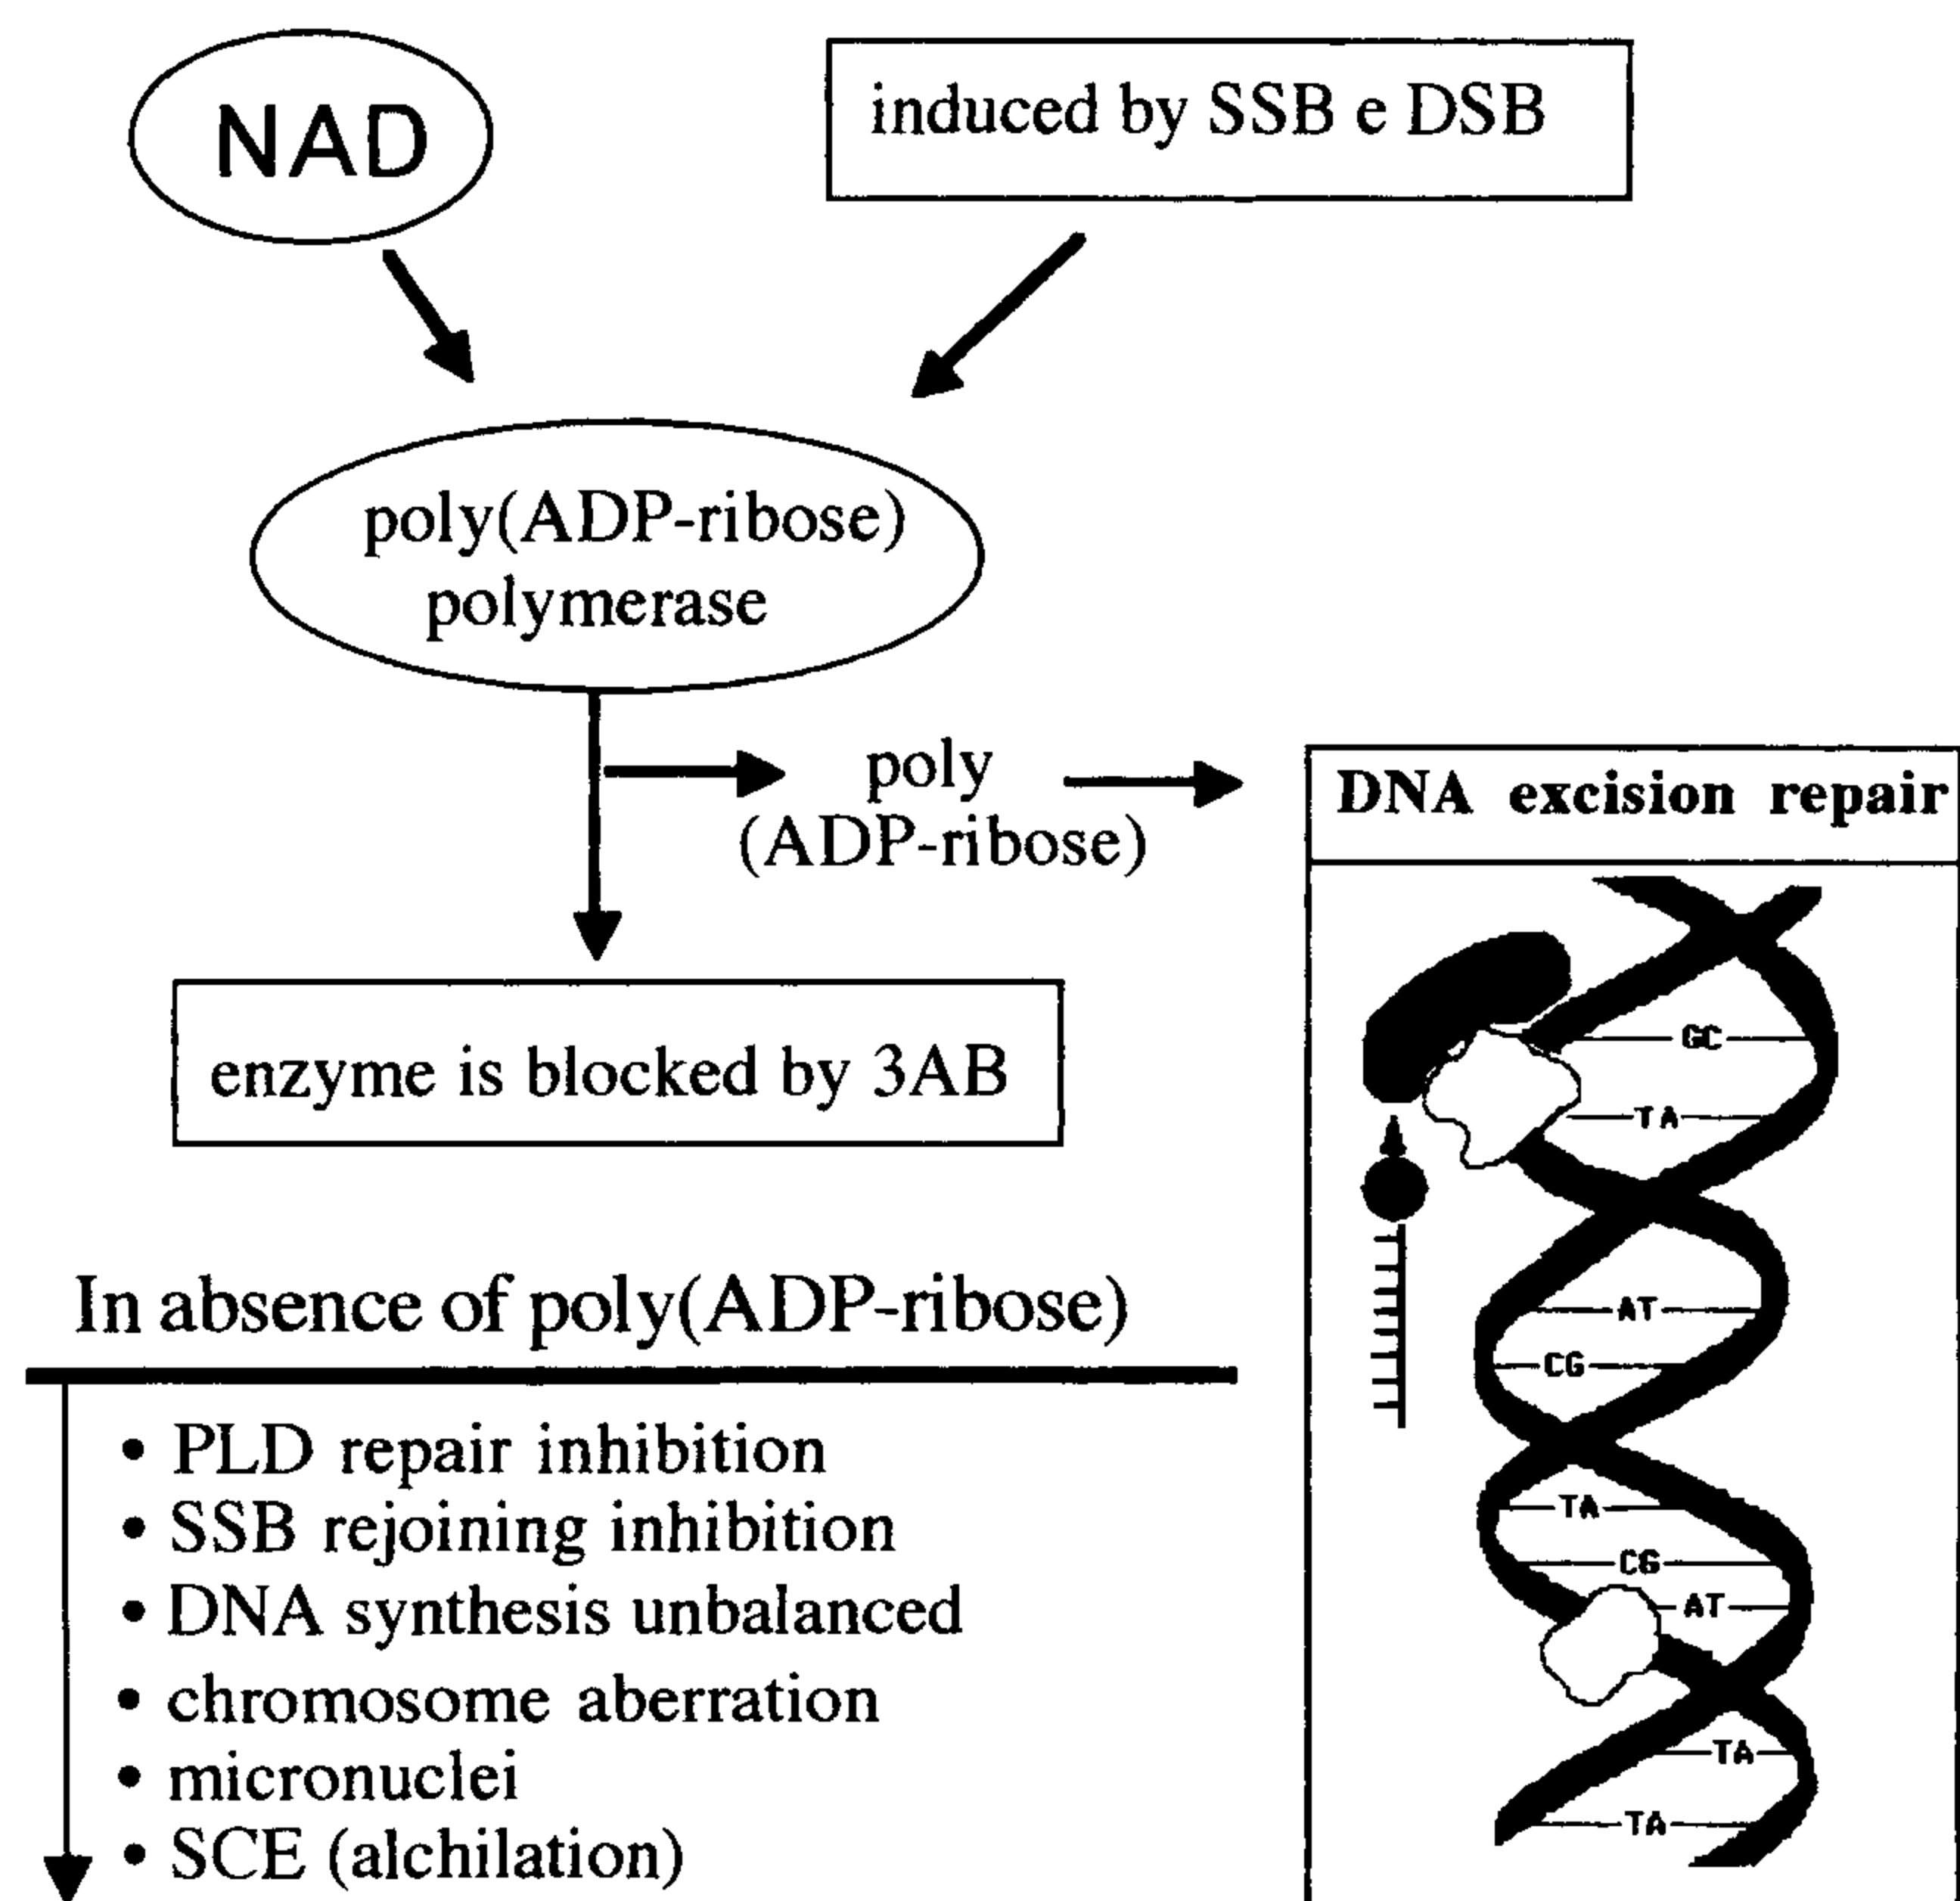 NAD
induced by SSB e DSB
poly(ADP-ribose)
polymerase
poly
(ADP-ribose)
DNA excision repair
enzyme is blocked by 3AB
In absence of poly(ADP-ribose)
• PLD repair inhibition
• SSB rejoining inhibition
• DNA synthesis unbalanced
• chromosome aberration
• micronuclei
• SCE (alchilation)
GC
TA
AT
CG
TA
CG
AT
TA
TA